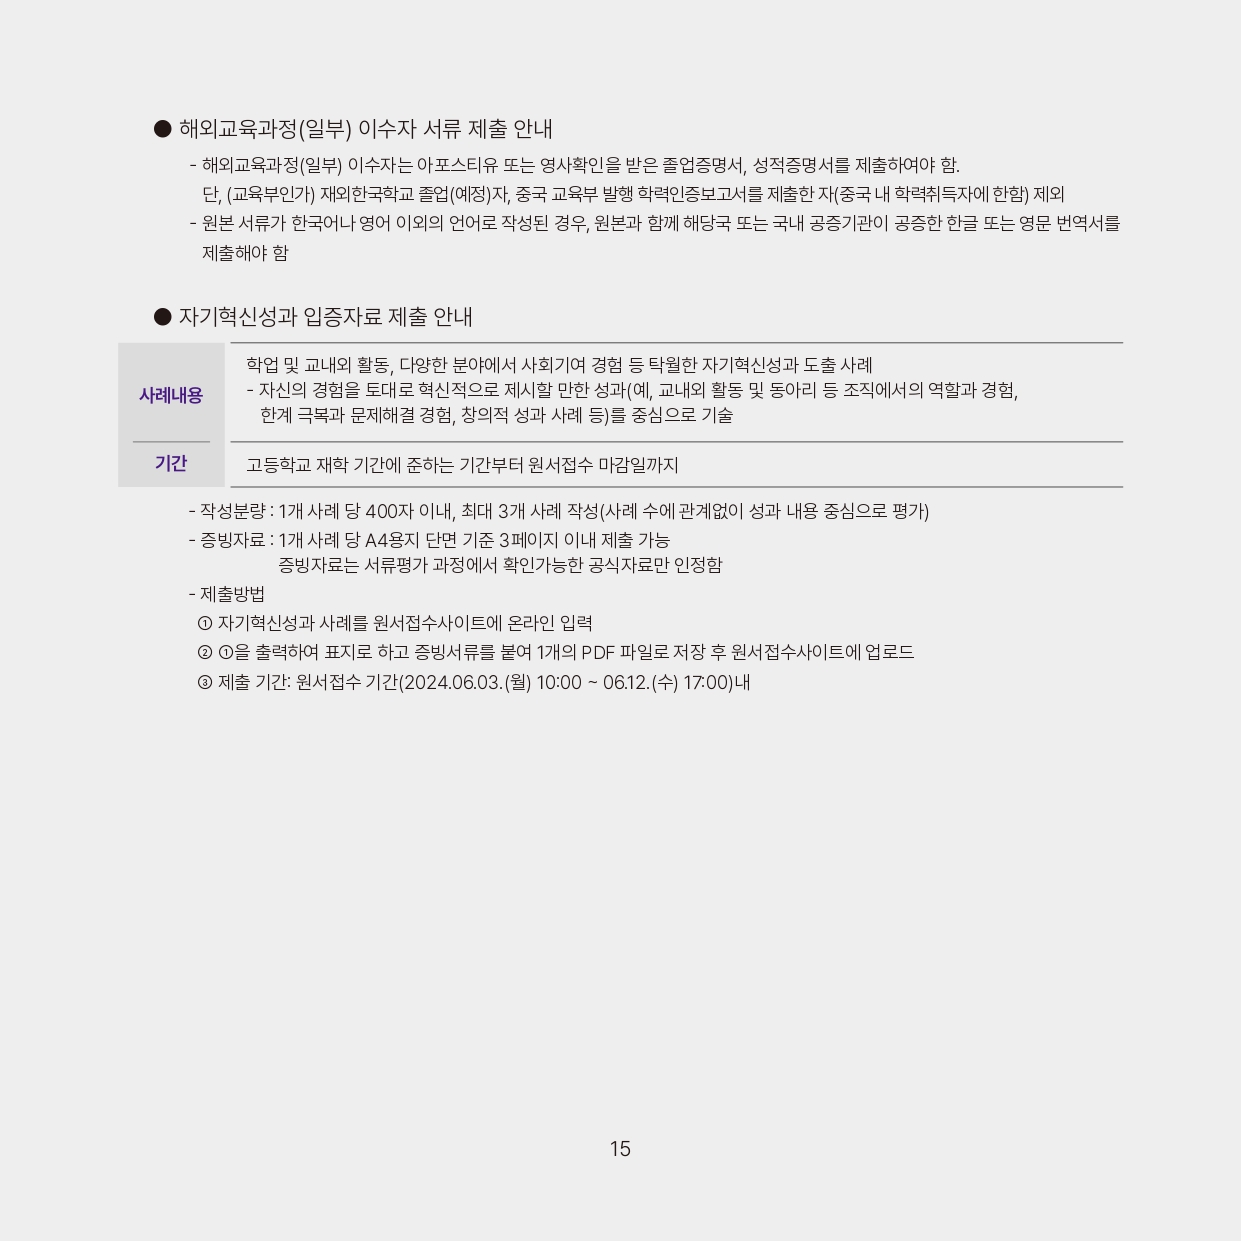 ● 해외교육과정(일부) 이수자 서류 제출 안내
- 해외교육과정(일부) 이수자는 아포스티유 또는 영사확인을 받은 졸업증명서, 성적증명서를 제출하여야 함.
단, (교육부인가) 재외한국학교 졸업(예정)자, 중국 교육부 발행 학력인증보고서를 제출한 자(중국 내 학력취득자에 한함) 제외
- 원본 서류가 한국어나 영어 이외의 언어로 작성된 경우, 원본과 함께 해당국 또는 국내 공증기관이 공증한 한글 또는 영문 번역서를
제출해야 함
● 자기혁신성과 입증자료 제출 안내
사례내용
학업 및 교내외 활동, 다양한 분야에서 사회기여 경험 등 탁월한 자기혁신성과 도출 사례
- 자신의 경험을 토대로 혁신적으로 제시할 만한 성과(예, 교내외 활동 및 동아리 등 조직에서의 역할과 경험,
한계 극복과 문제해결 경험, 창의적 성과 사례 등)를 중심으로 기술
기간
고등학교 재학 기간에 준하는 기간부터 원서접수 마감일까지
- 작성분량 : 1개 사례 당 400자 이내, 최대 3개 사례 작성(사례 수에 관계없이 성과 내용 중심으로 평가)
- 증빙자료 : 1개 사례 당 A4용지 단면 기준 3페이지 이내 제출 가능
증빙자료는 서류평가 과정에서 확인가능한 공식자료만 인정함
- 제출방법
① 자기혁신성과 사례를 원서접수사이트에 온라인 입력
② ①을 출력하여 표지로 하고 증빙서류를 붙여 1개의 PDF 파일로 저장 후 원서접수사이트에 업로드
③ 제출 기간: 원서접수 기간(2024.06.03.(월) 10:00 ~ 06.12.(수) 17:00)내
15